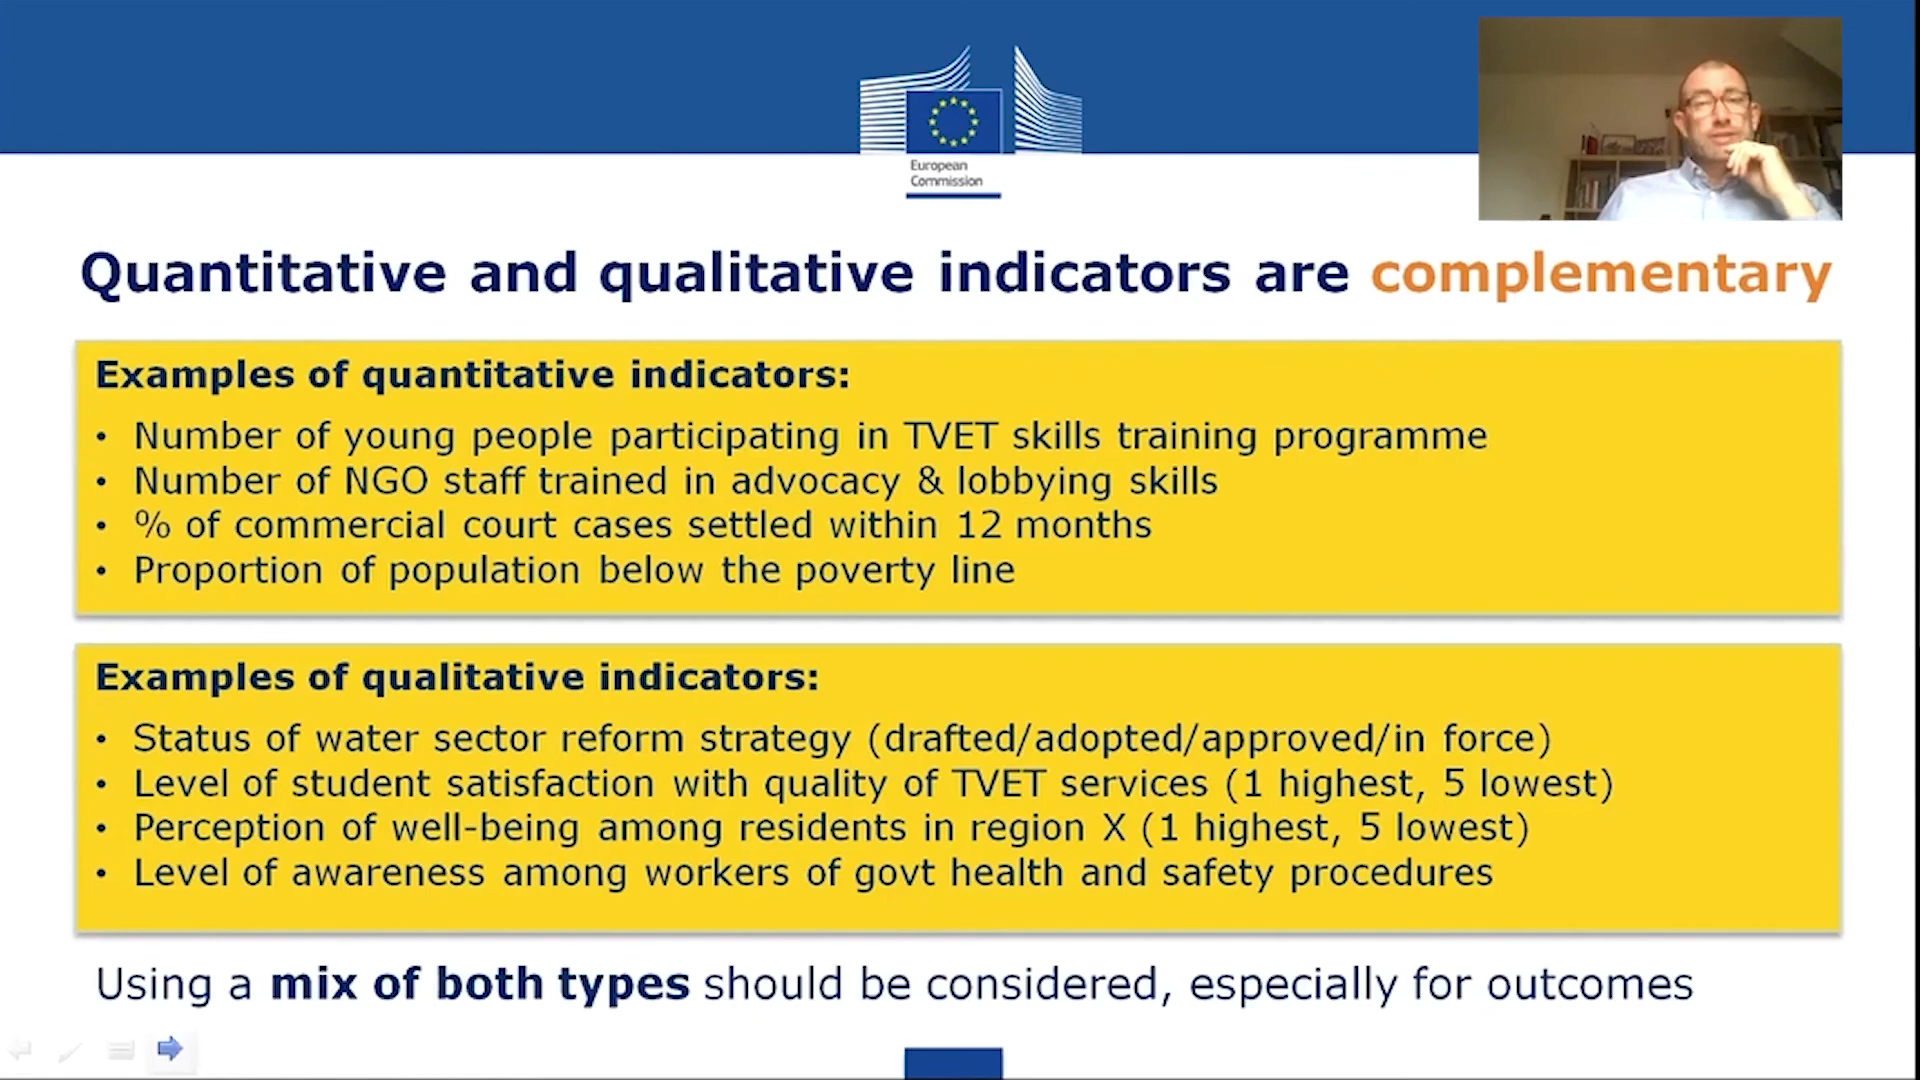 European
Commission
Quantitative and qualitative indicators are complementary
Examples of quantitative indicators:
• Number of young people participating in TVET skills training programme
• Number of NGO staff trained in advocacy & lobbying skills
• % of commercial court cases settled within 12 months
• Proportion of population below the poverty line
Examples of qualitative indicators:
• Status of water sector reform strategy (drafted/adopted/approved/in force)
• Level of student satisfaction with quality of TVET services (1 highest, 5 lowest)
• Perception of well-being among residents in region X (1 highest, 5 lowest)
• Level of awareness among workers of govt health and safety procedures
Using a mix of both types should be considered, especially for outcomes